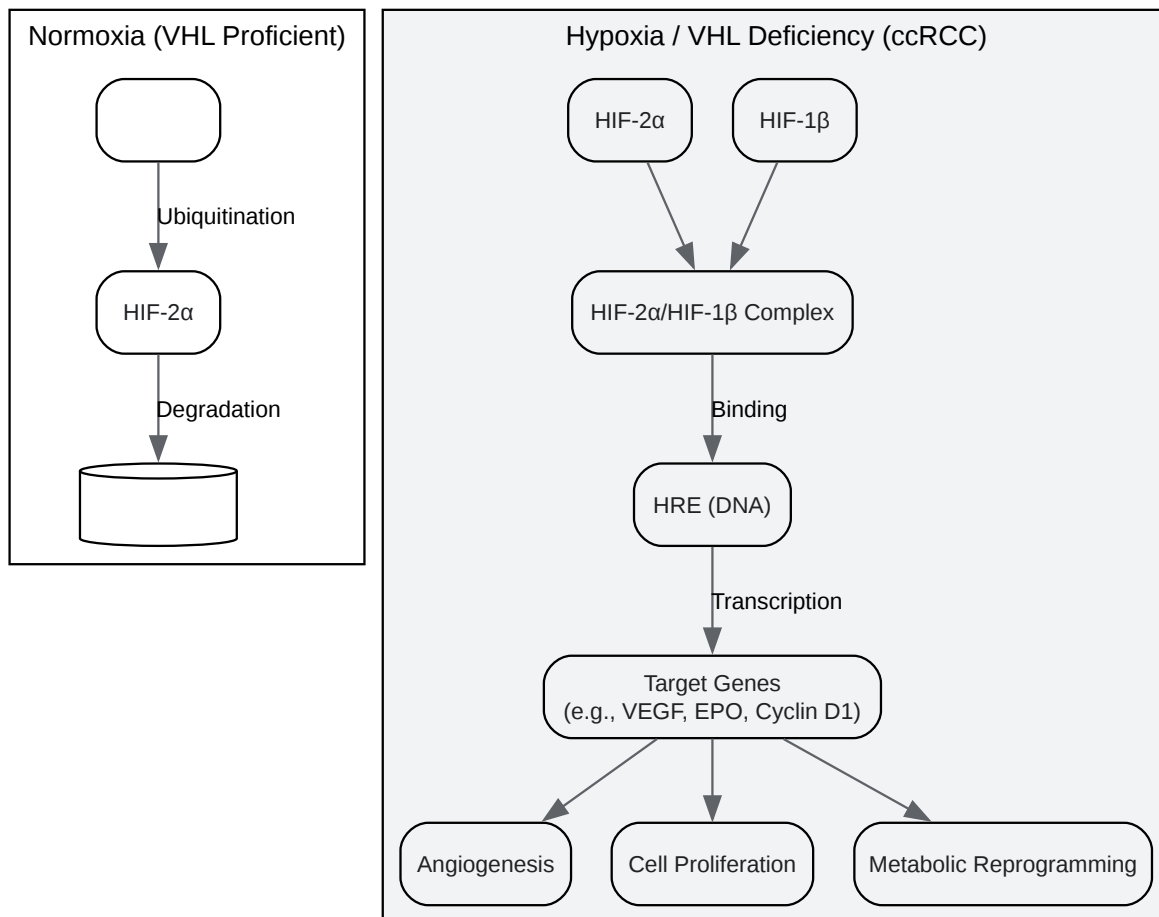 Normoxia (VHL Proficient)
Ubiquitination
HIF-2α
Degradation
Hypoxia / VHL Deficiency (ccRCC)
HIF-2α
HIF-1β
HIF-2α/HIF-1β Complex
Binding
HRE (DNA)
Transcription
Target Genes
(e.g., VEGF, EPO, Cyclin D1)
Angiogenesis
Cell Proliferation
Metabolic Reprogramming